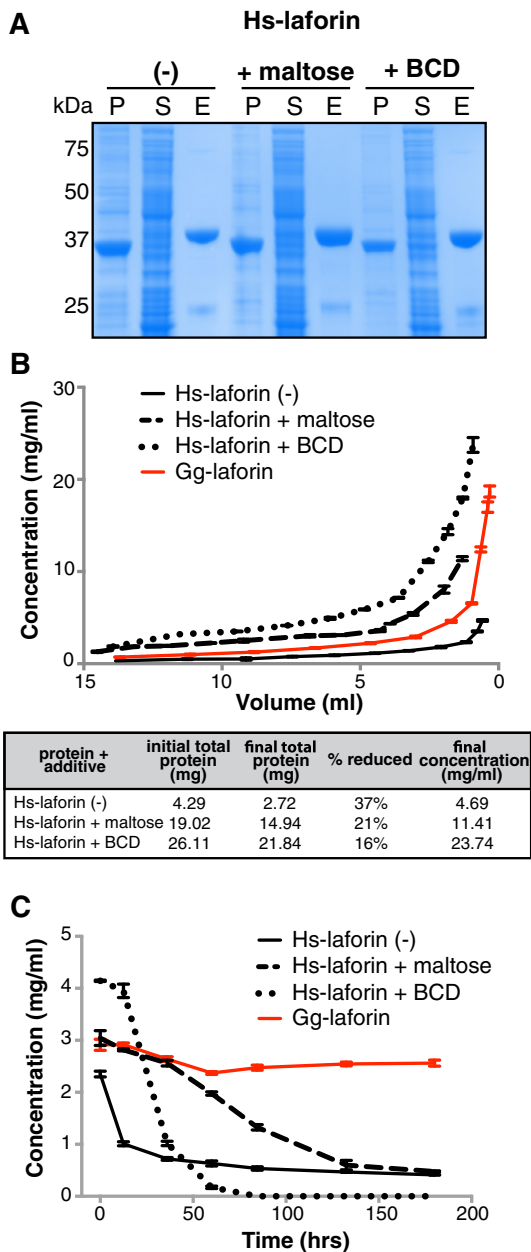 A
Hs-laforin
(-) + maltose + BCD
kDa P S E P S E P S E
75
50
37
25
B
Hs-laforin (-)
Hs-laforin + maltose
Hs-laforin + BCD
Gg-laforin
Concentration (mg/ml)
30
20
10
0
15 10 5 0
Volume (ml)
protein + additive initial total protein (mg) final total protein (mg) % reduced final concentration (mg/ml)
Hs-laforin (-) 4.29 2.72 37% 4.69
Hs-laforin + maltose 19.02 14.94 21% 11.41
Hs-laforin + BCD 26.11 21.84 16% 23.74
C
Hs-laforin (-)
Hs-laforin + maltose
Hs-laforin + BCD
Gg-laforin
Concentration (mg/ml)
5
4
3
2
1
0
0 50 100 150 200
Time (hrs)